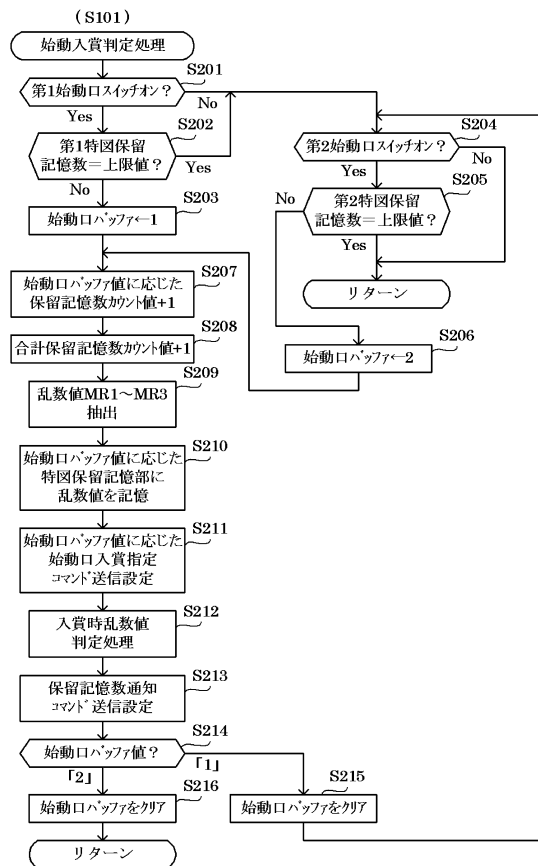 (S101)
始動入賞判定処理
S201
第1始動口スイッチオン？
No
Yes
S202
第1特図保留
記憶数＝上限値？
Yes
No
S203
始動口バッファ←1
S204
第2始動口スイッチオン？
No
Yes
S205
No
第2特図保留
記憶数＝上限値？
Yes
リターン
S206
始動口バッファ←2
S207
始動口バッファ値に応じた
保留記憶数カウント値+1
S208
合計保留記憶数カウント値+1
S209
乱数値MR1～MR3
抽出
S210
始動口バッファ値に応じた
特図保留記憶部に
乱数値を記憶
S211
始動口バッファ値に応じた
始動口入賞指定
コマンド送信設定
S212
入賞時乱数値
判定処理
S213
保留記憶数通知
コマンド送信設定
S214
始動口バッファ値？
「1」
「2」
S215
始動口バッファをクリア
S216
始動口バッファをクリア
リターン